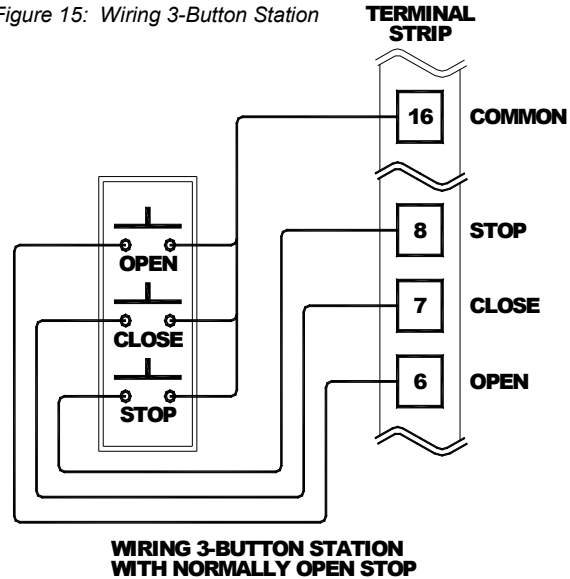 Figure 15: Wiring 3-Button Station
TERMINAL
STRIP
16 COMMON
8 STOP
7 CLOSE
6 OPEN
OPEN
CLOSE
STOP
WIRING 3-BUTTON STATION
WITH NORMALLY OPEN STOP